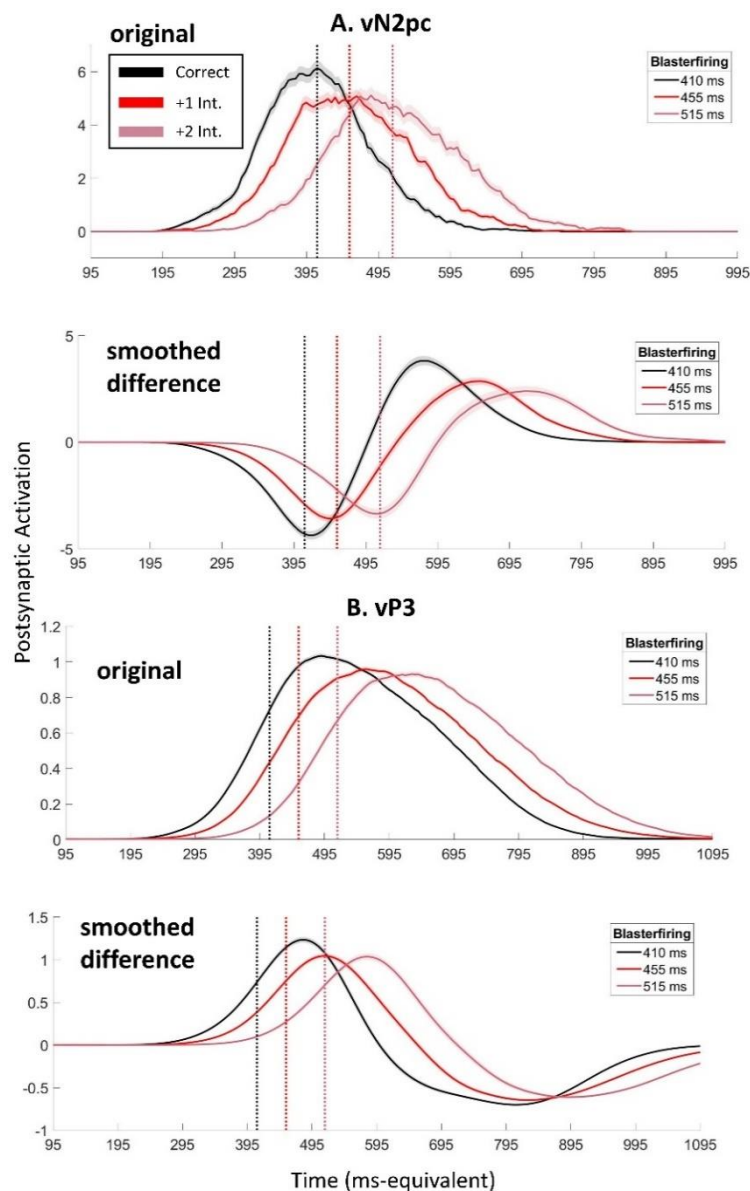 A. vN2pc
original
Correct
+1 Int.
+2 Int.
Blasterfiring
410 ms
455 ms
515 ms
6
4
2
0
95 195 295 395 495 595 695 795 895 995
smoothed
difference
Blasterfiring
410 ms
455 ms
515 ms
5
0
-5
95 195 295 395 495 595 695 795 895 995
Postsynaptic Activation
B. vP3
original
Blasterfiring
410 ms
455 ms
515 ms
1.2
1
0.8
0.6
0.4
0.2
0
95 195 295 395 495 595 695 795 895 995 1095
smoothed
difference
Blasterfiring
410 ms
455 ms
515 ms
1.5
1
0.5
0
-0.5
-1
95 195 295 395 495 595 695 795 895 995 1095
Time (ms-equivalent)